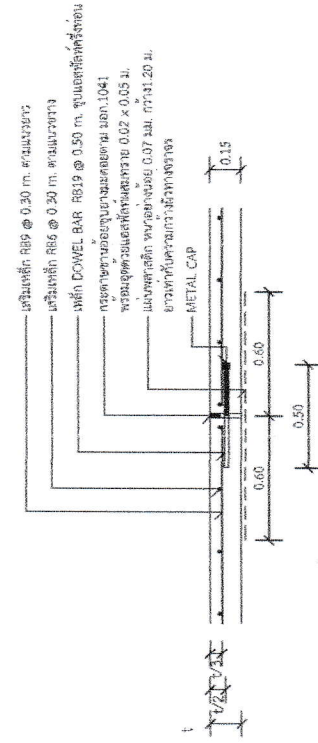 เสริมเหล็ก RB9 @ 0.30 m. ตามแนวยาว
เสริมเหล็ก RB6 @ 0.30 m. ตามแนวขวาง
เหล็ก DOWEL BAR RB19 @ 0.50 m. ชุบแอสฟัลท์ครึ่งท่อน
กระดาษชานอ้อยชุบยางมะตอยตาม มอก.1041
พร้อมอุดด้วยแอสฟัลท์ผสมทราย 0.02 x 0.05 ม.
แผ่นพลาสติก หนาอย่างน้อย 0.07 มม. กว้าง1.20 ม.
ยาวเท่ากับความกว้างผิวทางจราจร
METAL CAP
t
t/2
t/3
0.15
0.60
0.60
0.50